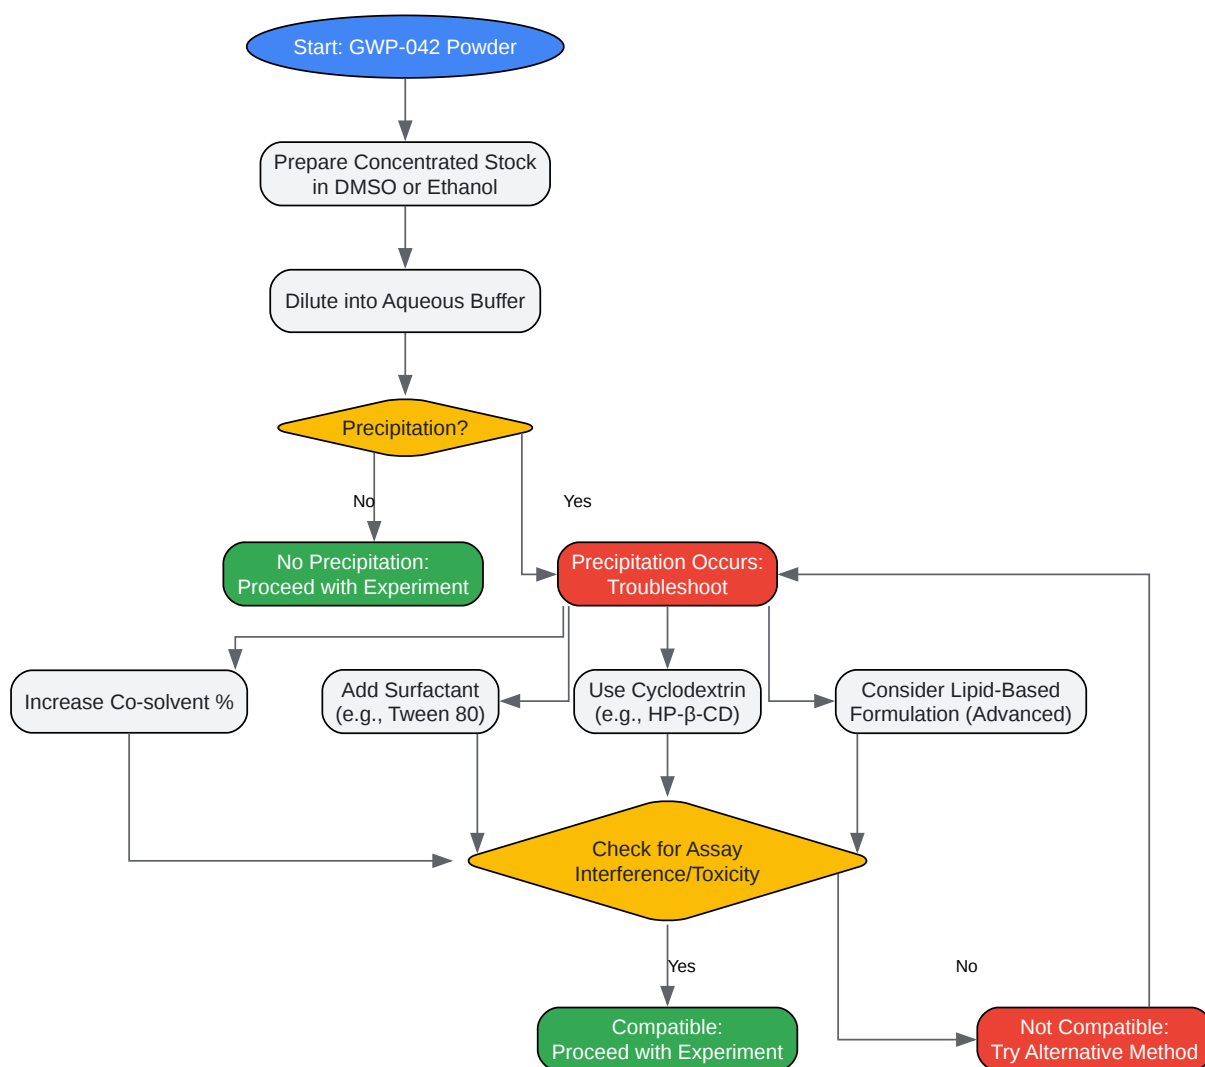 Start: GWP-042 Powder
Prepare Concentrated Stock
in DMSO or Ethanol
Dilute into Aqueous Buffer
Precipitation?
No
Yes
No Precipitation:
Proceed with Experiment
Precipitation Occurs:
Troubleshoot
Increase Co-solvent %
Add Surfactant
(e.g., Tween 80)
Use Cyclodextrin
(e.g., HP-β-CD)
Consider Lipid-Based
Formulation (Advanced)
Check for Assay
Interference/Toxicity
Yes
No
Compatible:
Proceed with Experiment
Not Compatible:
Try Alternative Method